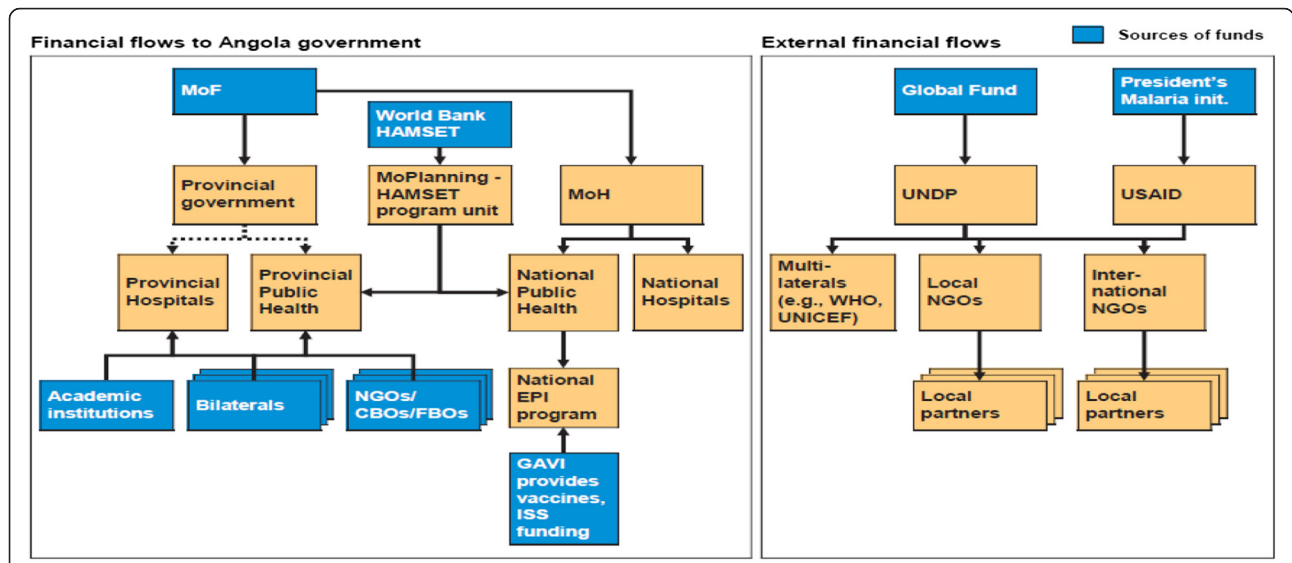 Financial flows to Angola government
External financial flows
Sources of funds
MoF
World Bank
HAMSET
Global Fund
President's
Malaria init.
Provincial
government
MoPlanning -
HAMSET
program unit
MoH
UNDP
USAID
Provincial
Hospitals
Provincial
Public
Health
National
Public
Health
National
Hospitals
Multi-
laterals
(e.g., WHO,
UNICEF)
Local
NGOs
Inter-
national
NGOs
Academic
institutions
Bilaterals
NGOs/
CBOs/FBOs
National
EPI
program
Local
partners
Local
partners
GAVI
provides
vaccines,
ISS
funding